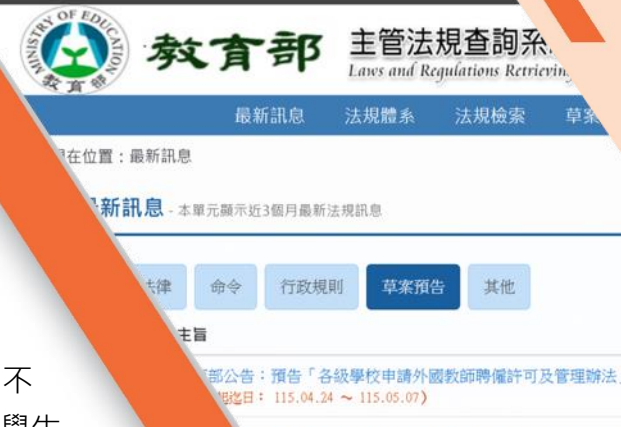 MINISTRY OF EDUCATION
教育部
教育部
主管法規查詢系
Laws and Regulations Retrievin
最新訊息 法規體系 法規檢索 草案
在位置：最新訊息
新訊息 - 本單元顯示近3個月最新法規訊息
律 命令 行政規則 草案預告 其他
主旨
部公告：預告「各級學校申請外國教師聘僱許可及管理辦法」
日： 115.04.24 ～ 115.05.07)
不
學生